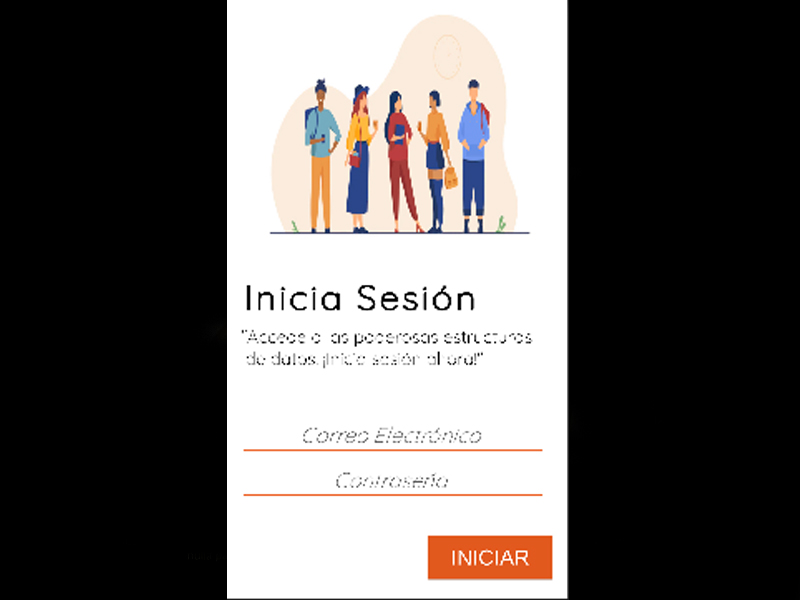 Inicia Sesión
"Accede a las poderosas estructuras
de datos. ¡Inicia sesión ahora!"
Correo Electrónico
Contraseña
INICIAR